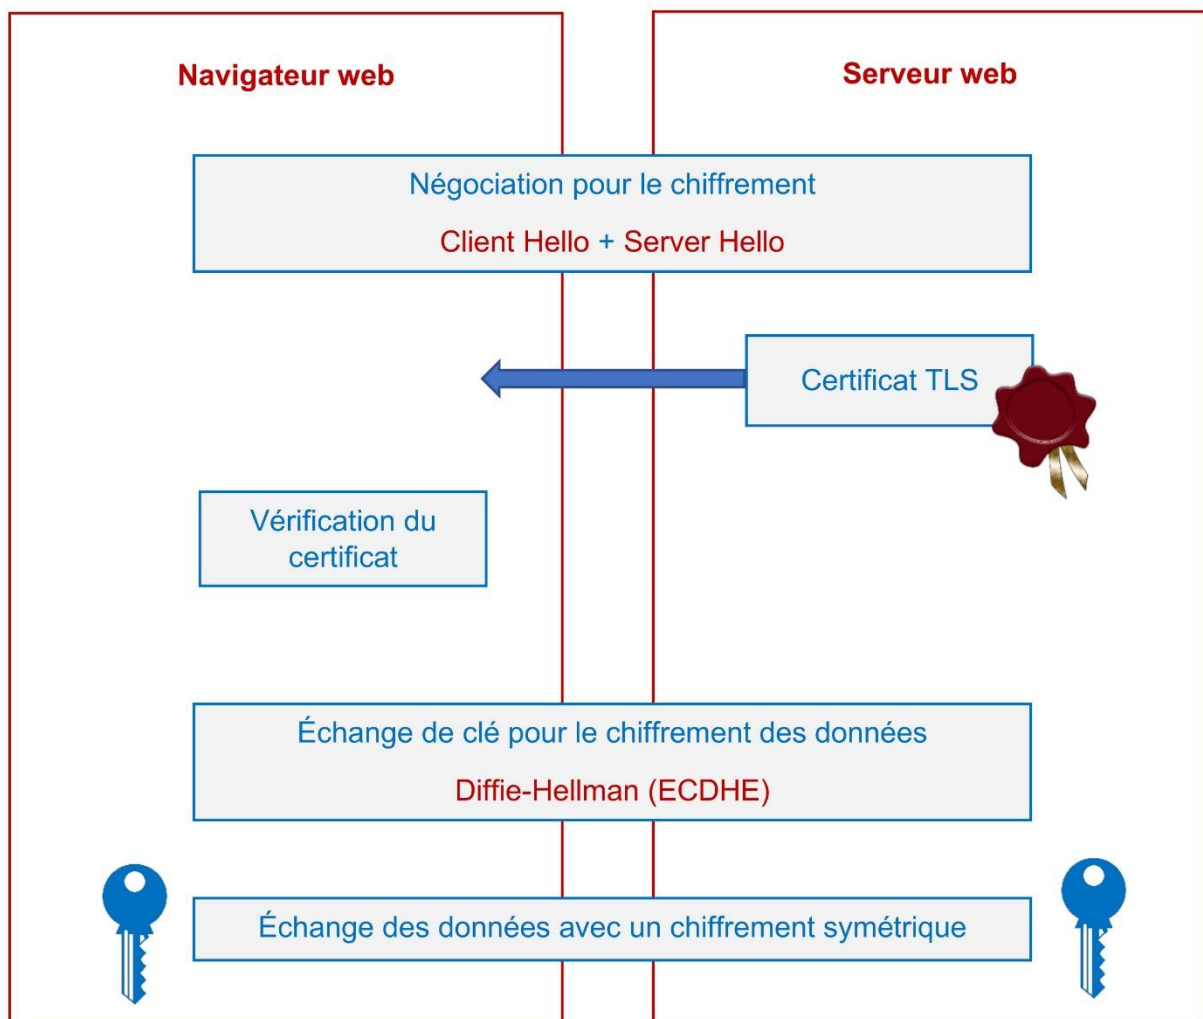 Navigateur web
Serveur web
Négociation pour le chiffrement
Client Hello + Server Hello
Certificat TLS
Vérification du
certificat
Échange de clé pour le chiffrement des données
Diffie-Hellman (ECDHE)
Échange des données avec un chiffrement symétrique